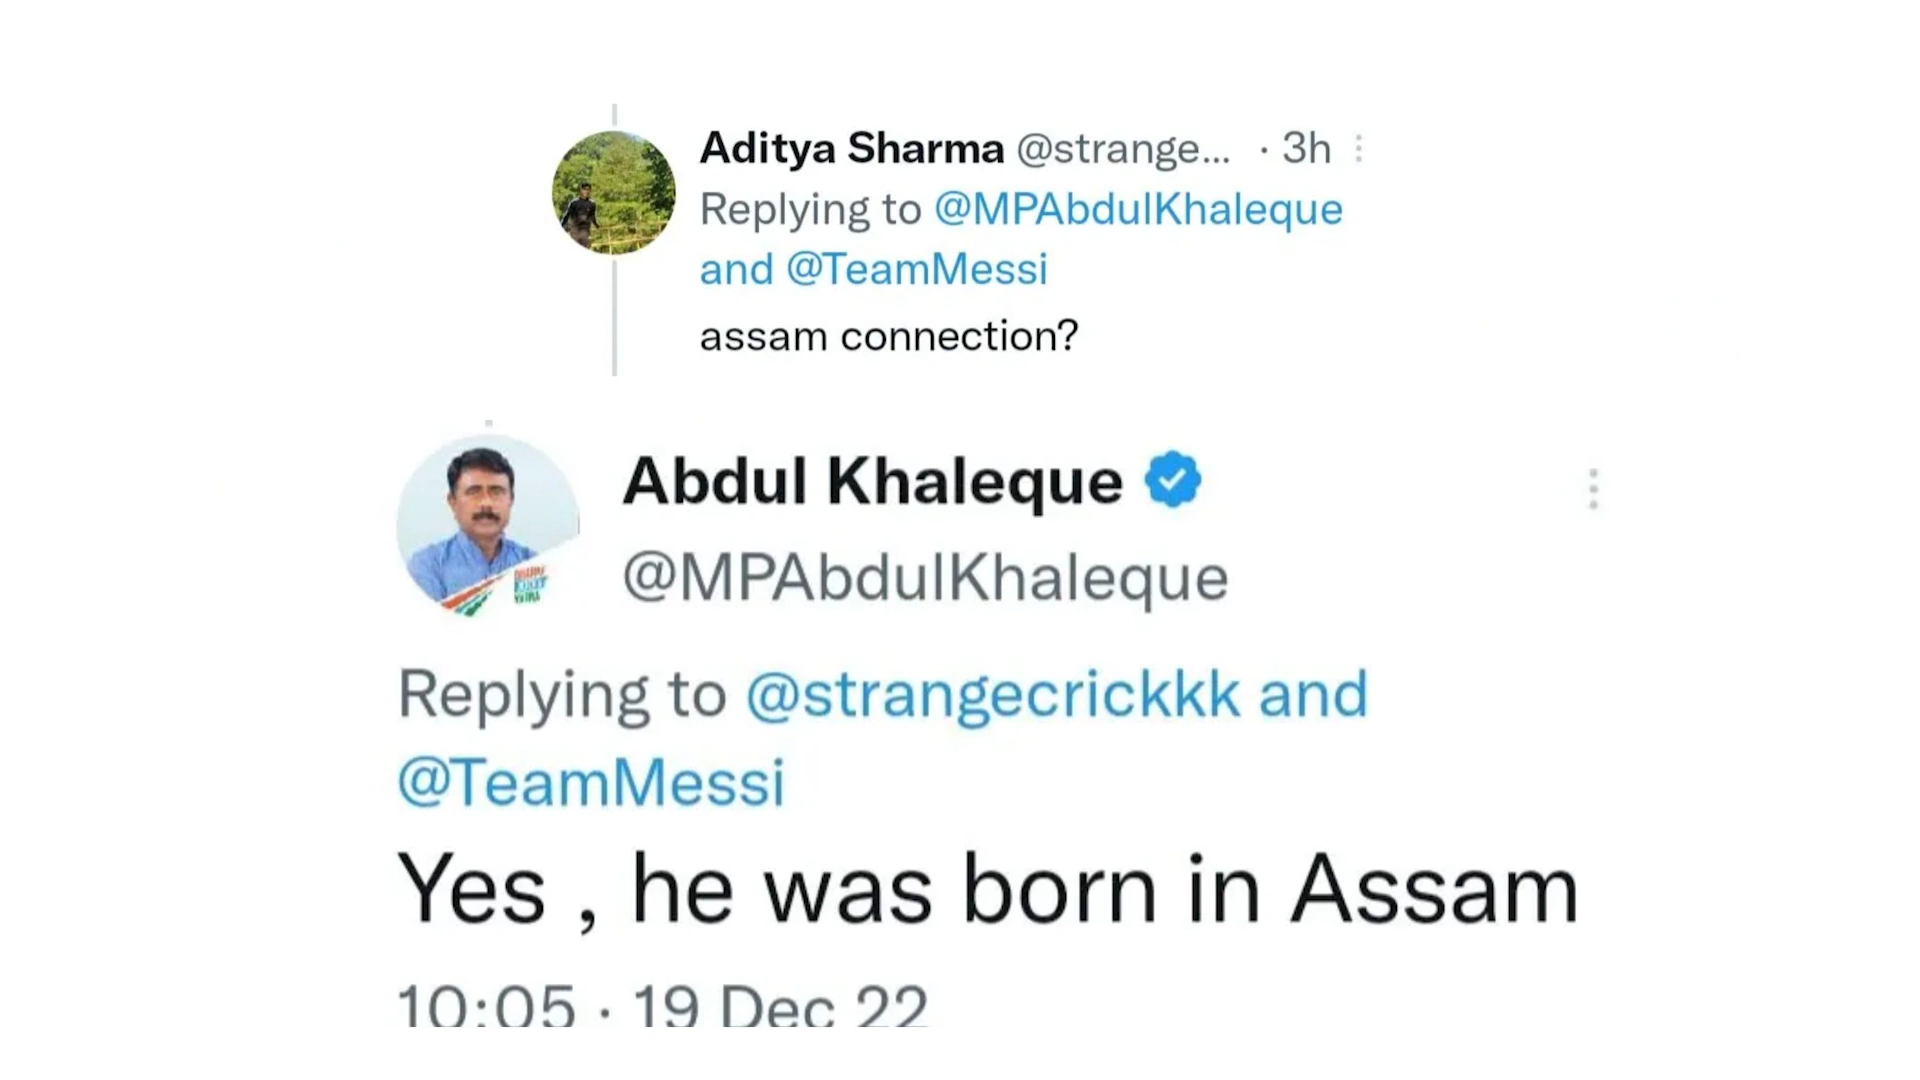 Aditya Sharma @strange... · 3h
Replying to @MPAbdulKhaleque
and @TeamMessi
assam connection?
Abdul Khaleque
@MPAbdulKhaleque
Replying to @strangecrickkk and
@TeamMessi
Yes , he was born in Assam
10:05 · 19 Dec 22